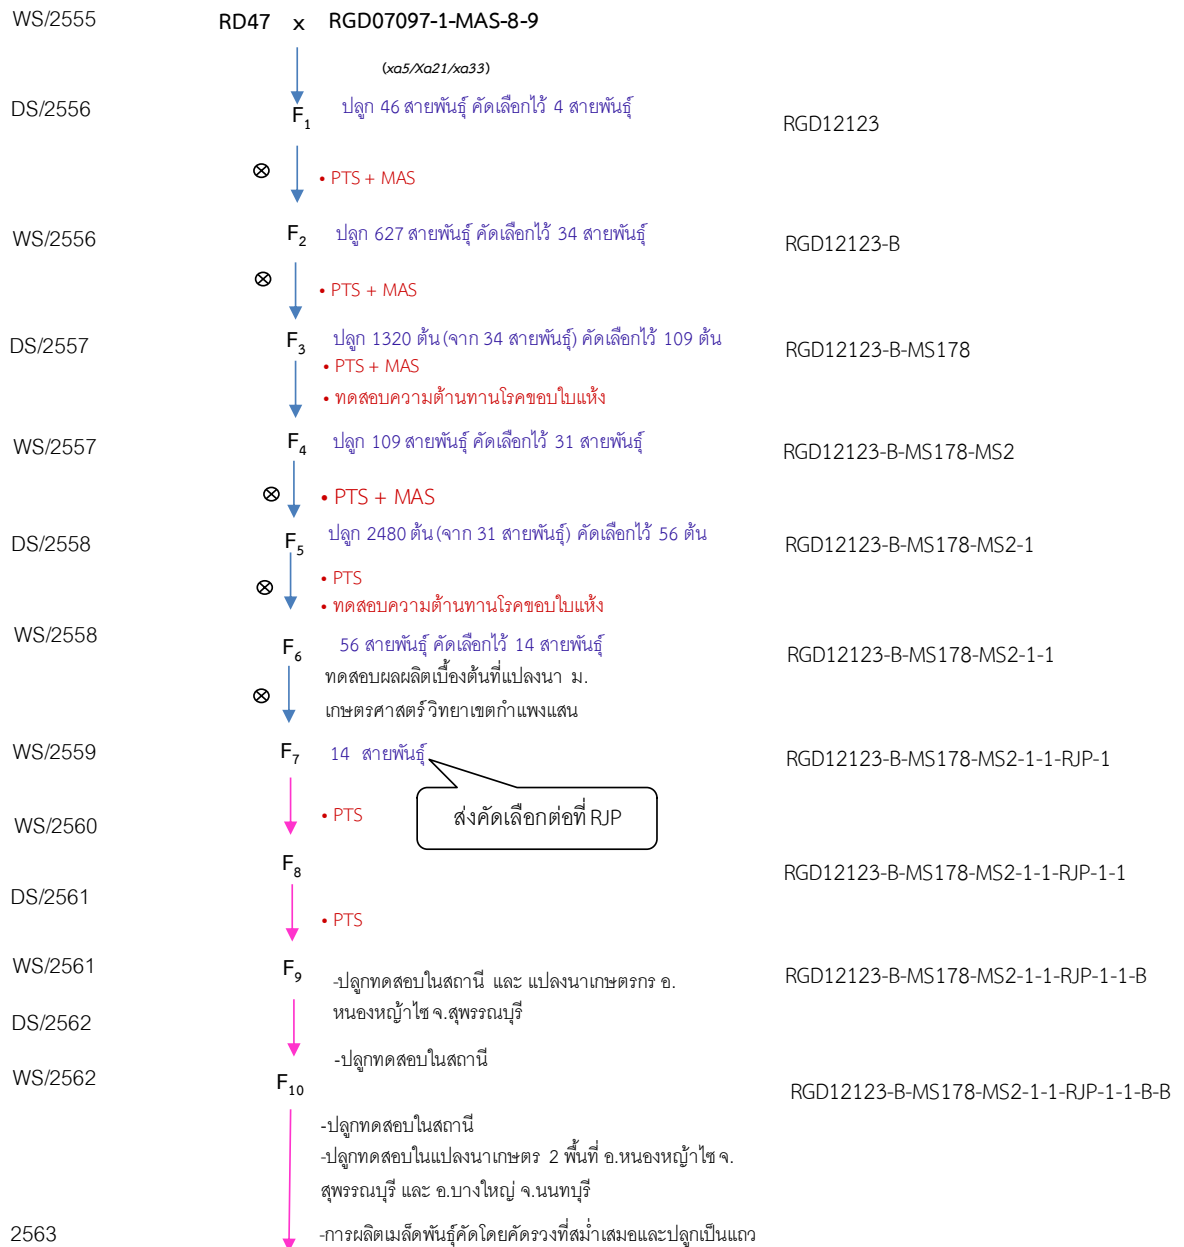 WS/2555 RD47 x RGD07097-1-MAS-8-9
(xa5/Xa21/xa33)
DS/2556 F1 ปลูก 46 สายพันธุ์ คัดเลือกไว้ 4 สายพันธุ์ RGD12123
⊗ • PTS + MAS
WS/2556 F2 ปลูก 627 สายพันธุ์ คัดเลือกไว้ 34 สายพันธุ์ RGD12123-B
⊗ • PTS + MAS
DS/2557 F3 ปลูก 1320 ต้น (จาก 34 สายพันธุ์) คัดเลือกไว้ 109 ต้น RGD12123-B-MS178
• PTS + MAS
• ทดสอบความต้านทานโรคขอบใบแห้ง
WS/2557 F4 ปลูก 109 สายพันธุ์ คัดเลือกไว้ 31 สายพันธุ์ RGD12123-B-MS178-MS2
⊗ • PTS + MAS
DS/2558 F5 ปลูก 2480 ต้น (จาก 31 สายพันธุ์) คัดเลือกไว้ 56 ต้น RGD12123-B-MS178-MS2-1
⊗ • PTS
• ทดสอบความต้านทานโรคขอบใบแห้ง
WS/2558 F6 56 สายพันธุ์ คัดเลือกไว้ 14 สายพันธุ์ RGD12123-B-MS178-MS2-1-1
ทดสอบผลผลิตเบื้องต้นที่แปลงนา ม.
⊗ เกษตรศาสตร์ วิทยาเขตกำแพงแสน
WS/2559 F7 14 สายพันธุ์ RGD12123-B-MS178-MS2-1-1-RJP-1
• PTS ส่งคัดเลือกต่อที่ RJP
WS/2560
F8 RGD12123-B-MS178-MS2-1-1-RJP-1-1
DS/2561
• PTS
WS/2561 F9 -ปลูกทดสอบในสถานี และ แปลงนาเกษตรกร อ. RGD12123-B-MS178-MS2-1-1-RJP-1-1-B
หนองหญ้าไซ จ.สุพรรณบุรี
DS/2562
-ปลูกทดสอบในสถานี
WS/2562 F10 RGD12123-B-MS178-MS2-1-1-RJP-1-1-B-B
-ปลูกทดสอบในสถานี
-ปลูกทดสอบในแปลงนาเกษตร 2 พื้นที่ อ.หนองหญ้าไซ จ.
สุพรรณบุรี และ อ.บางใหญ่ จ.นนทบุรี
2563 -การผลิตเมล็ดพันธุ์คัดโดยคัดรวงที่สม่ำเสมอและปลูกเป็นแถว